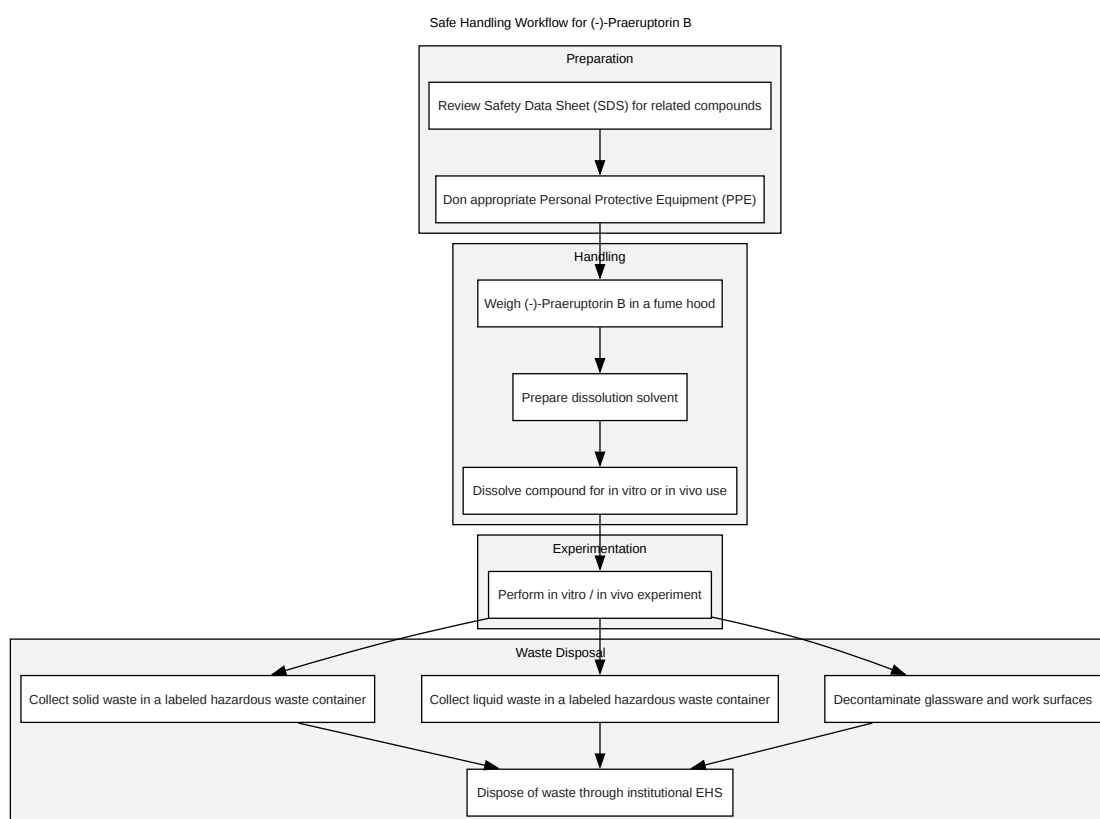 Safe Handling Workflow for (-)-Praeruptorin B
Preparation
Review Safety Data Sheet (SDS) for related compounds
Don appropriate Personal Protective Equipment (PPE)
Handling
Weigh (-)-Praeruptorin B in a fume hood
Prepare dissolution solvent
Dissolve compound for in vitro or in vivo use
Experimentation
Perform in vitro / in vivo experiment
Waste Disposal
Collect solid waste in a labeled hazardous waste container
Collect liquid waste in a labeled hazardous waste container
Decontaminate glassware and work surfaces
Dispose of waste through institutional EHS